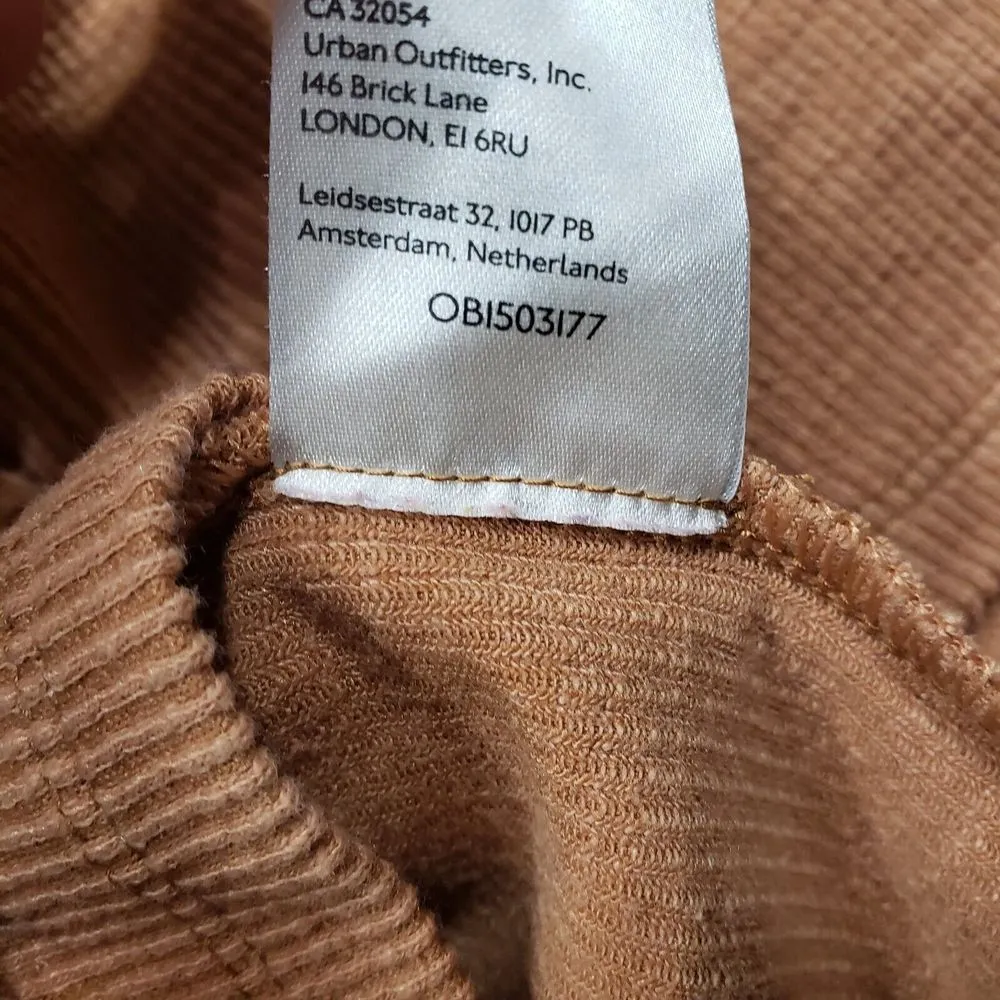 CA 32054
Urban Outfitters, Inc.
146 Brick Lane
LONDON, E1 6RU
Leidsestraat 32, 1017 PB
Amsterdam, Netherlands
OB1503177